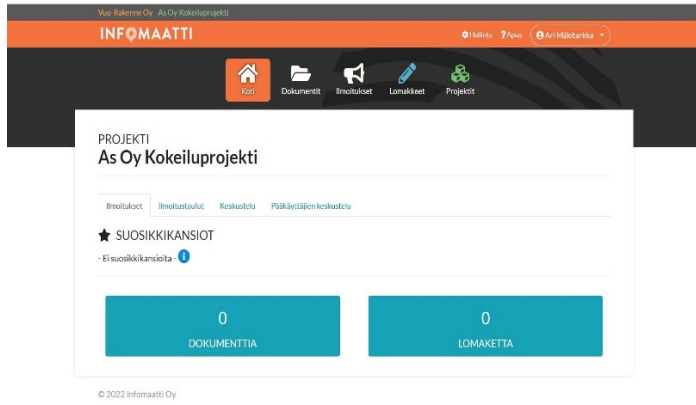 Vuo-Rakenne Oy As Oy Kokeiluprojekti
INFOMAATTI
Hallinta ? Apua Ari Mäkitarkka
Koti Dokumentit Ilmoitukset Lomakkeet Projektit
PROJEKTI
As Oy Kokeiluprojekti
Ilmoitukset Ilmoitustaulut Keskustelu Pääkäyttäjien keskustelu
SUOSIKKIKANSIOT
- Ei suosikkikansioita -
0 0
DOKUMENTTIA LOMAKETTA
© 2022 Infomaatti Oy